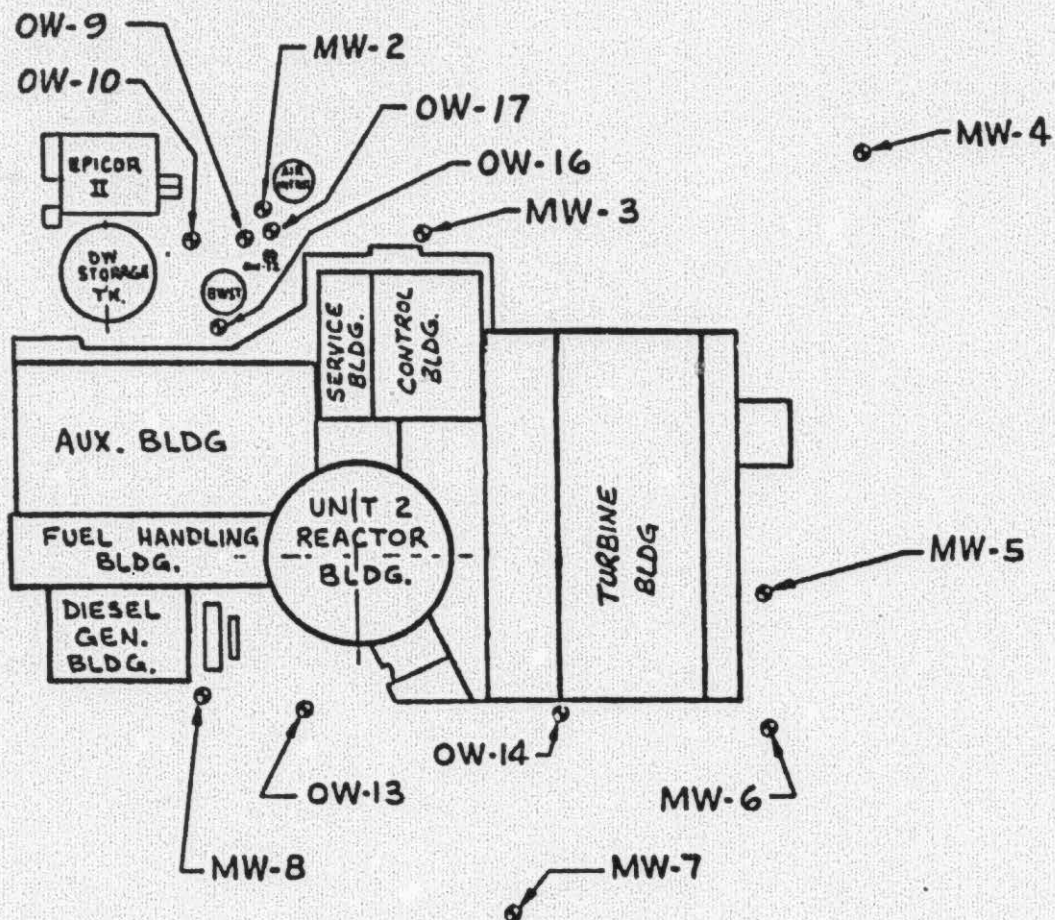 OW-9
MW-2
OW-10
OW-17
MW-4
EPICOR
II
AIR
OW-16
MW-3
DW
STORAGE
TK.
BWST
SERVICE
BLDG.
CONTROL
BLDG.
AUX. BLDG
UNIT 2
REACTOR
BLDG.
FUEL HANDLING
BLDG.
TURBINE
BLDG
MW-5
DIESEL
GEN.
BLDG.
OW-14
OW-13
MW-6
MW-8
MW-7